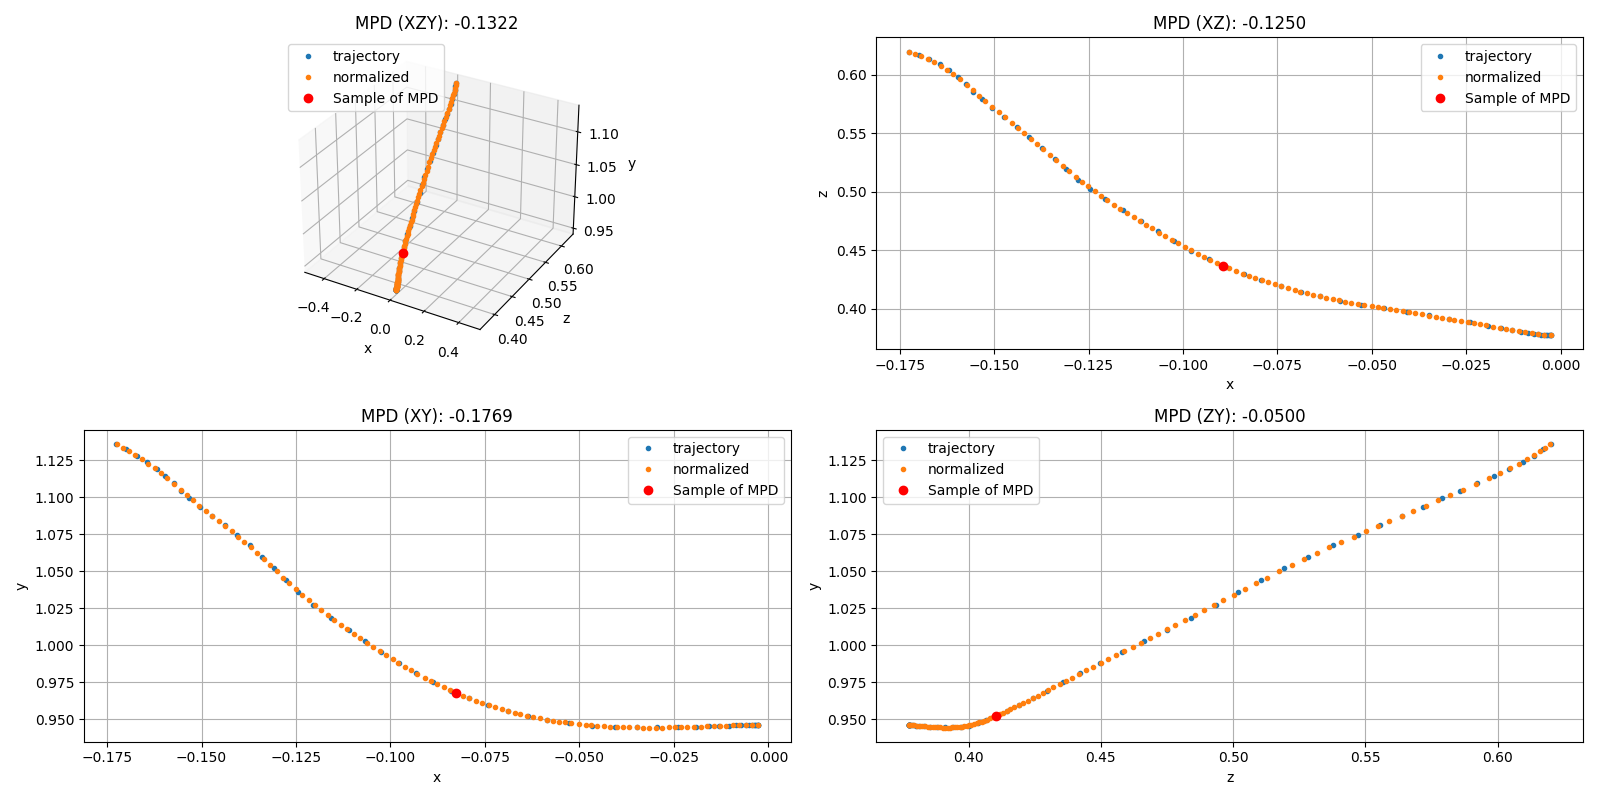 MPD (XZY): -0.1322
trajectory
normalized
Sample of MPD
1.10
1.05
1.00
0.95
y
0.60
0.55
0.50
0.45
0.40
z
−0.4
−0.2
0.0
0.2
0.4
x
MPD (XZ): -0.1250
trajectory
normalized
Sample of MPD
0.60
0.55
0.50
0.45
0.40
z
−0.175
−0.150
−0.125
−0.100
−0.075
−0.050
−0.025
0.000
x
MPD (XY): -0.1769
trajectory
normalized
Sample of MPD
1.125
1.100
1.075
1.050
1.025
1.000
0.975
0.950
y
−0.175
−0.150
−0.125
−0.100
−0.075
−0.050
−0.025
0.000
x
MPD (ZY): -0.0500
trajectory
normalized
Sample of MPD
1.125
1.100
1.075
1.050
1.025
1.000
0.975
0.950
y
0.40
0.45
0.50
0.55
0.60
z